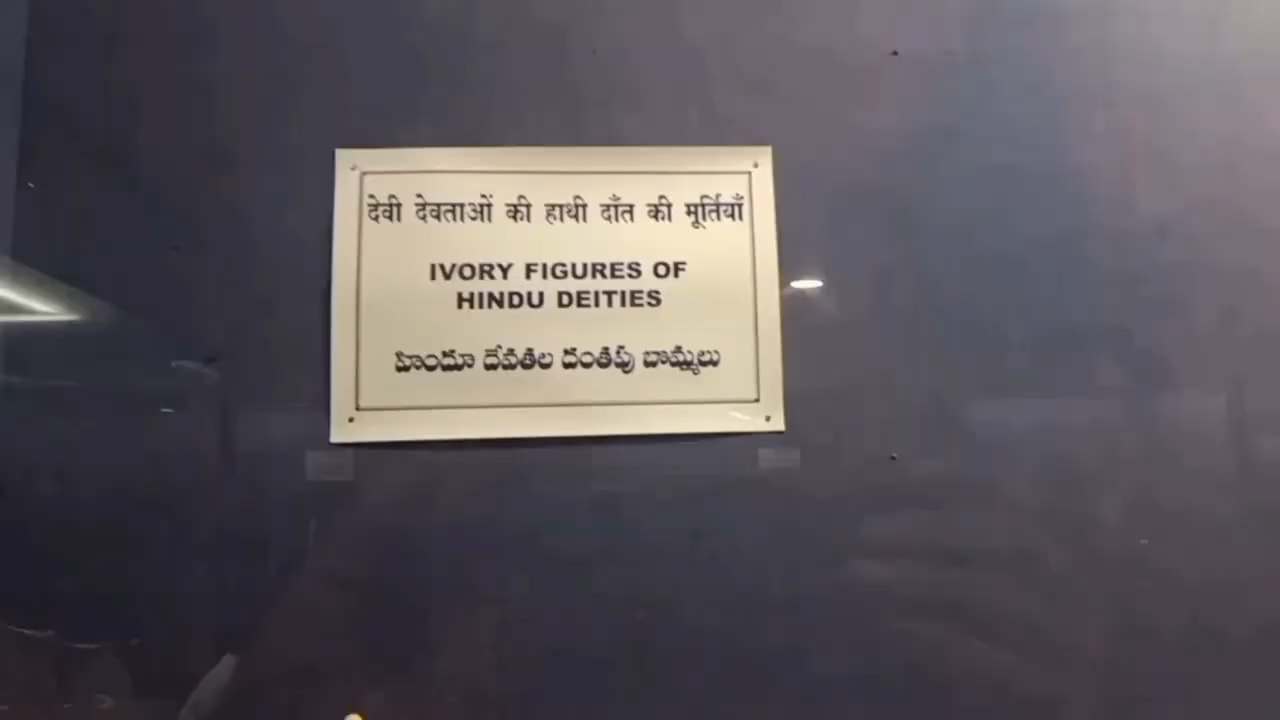 देवी देवताओं की हाथी दाँत की मूर्तियाँ
IVORY FIGURES OF
HINDU DEITIES
హిందూ దేవతల దంతపు బొమ్మలు